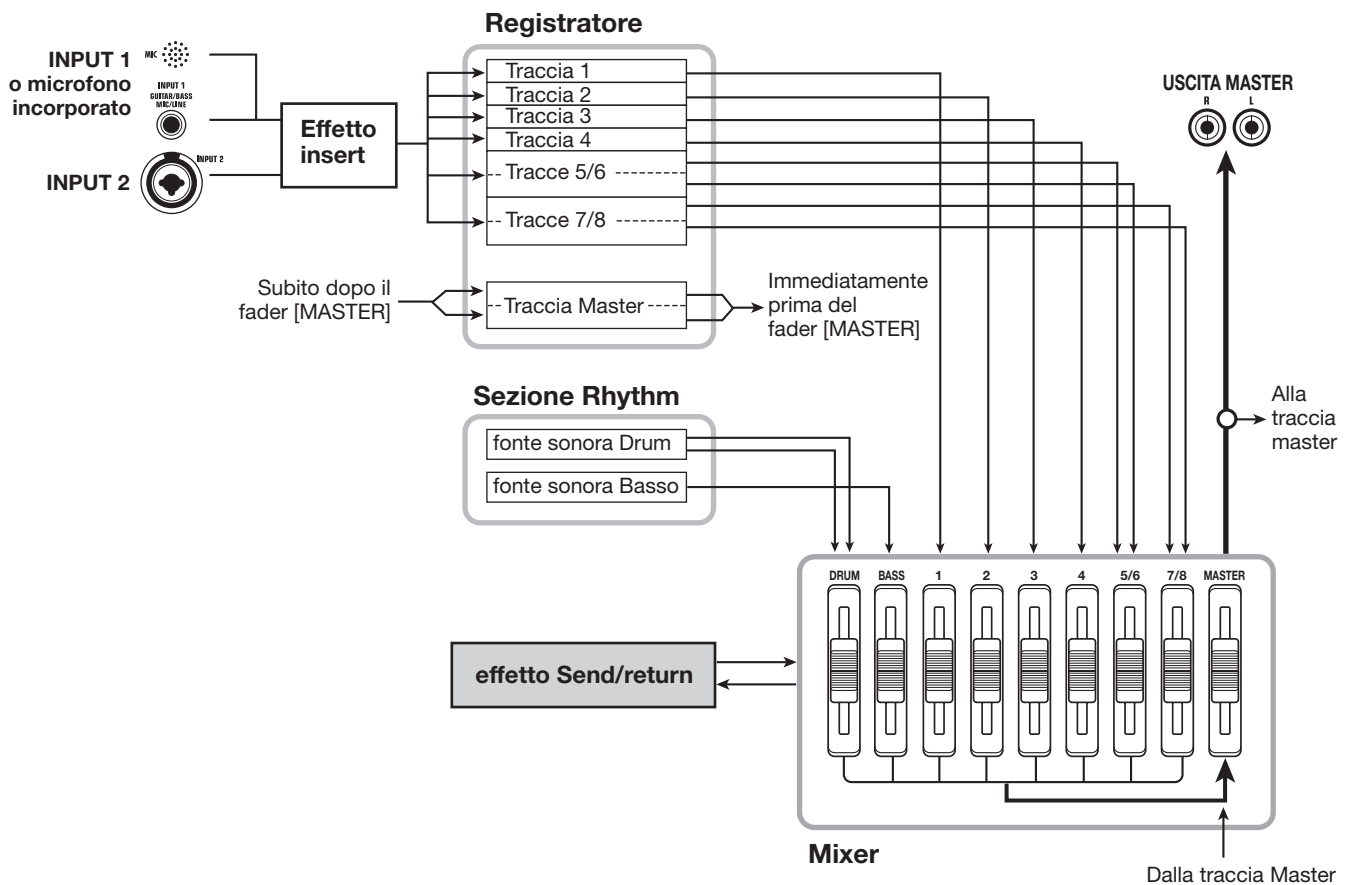 Registratore
INPUT 1
o microfono
incorporato
MIC
INPUT 1
GUITAR/BASS
MIC/LINE
INPUT 2
INPUT 2
Effetto
insert
Traccia 1
Traccia 2
Traccia 3
Traccia 4
Tracce 5/6
Tracce 7/8
Subito dopo il
fader [MASTER]
Traccia Master
Immediatamente
prima del
fader [MASTER]
USCITA MASTER
R L
Alla
traccia
master
Sezione Rhythm
fonte sonora Drum
fonte sonora Basso
DRUM BASS 1 2 3 4 5/6 7/8 MASTER
effetto Send/return
Mixer
Dalla traccia Master